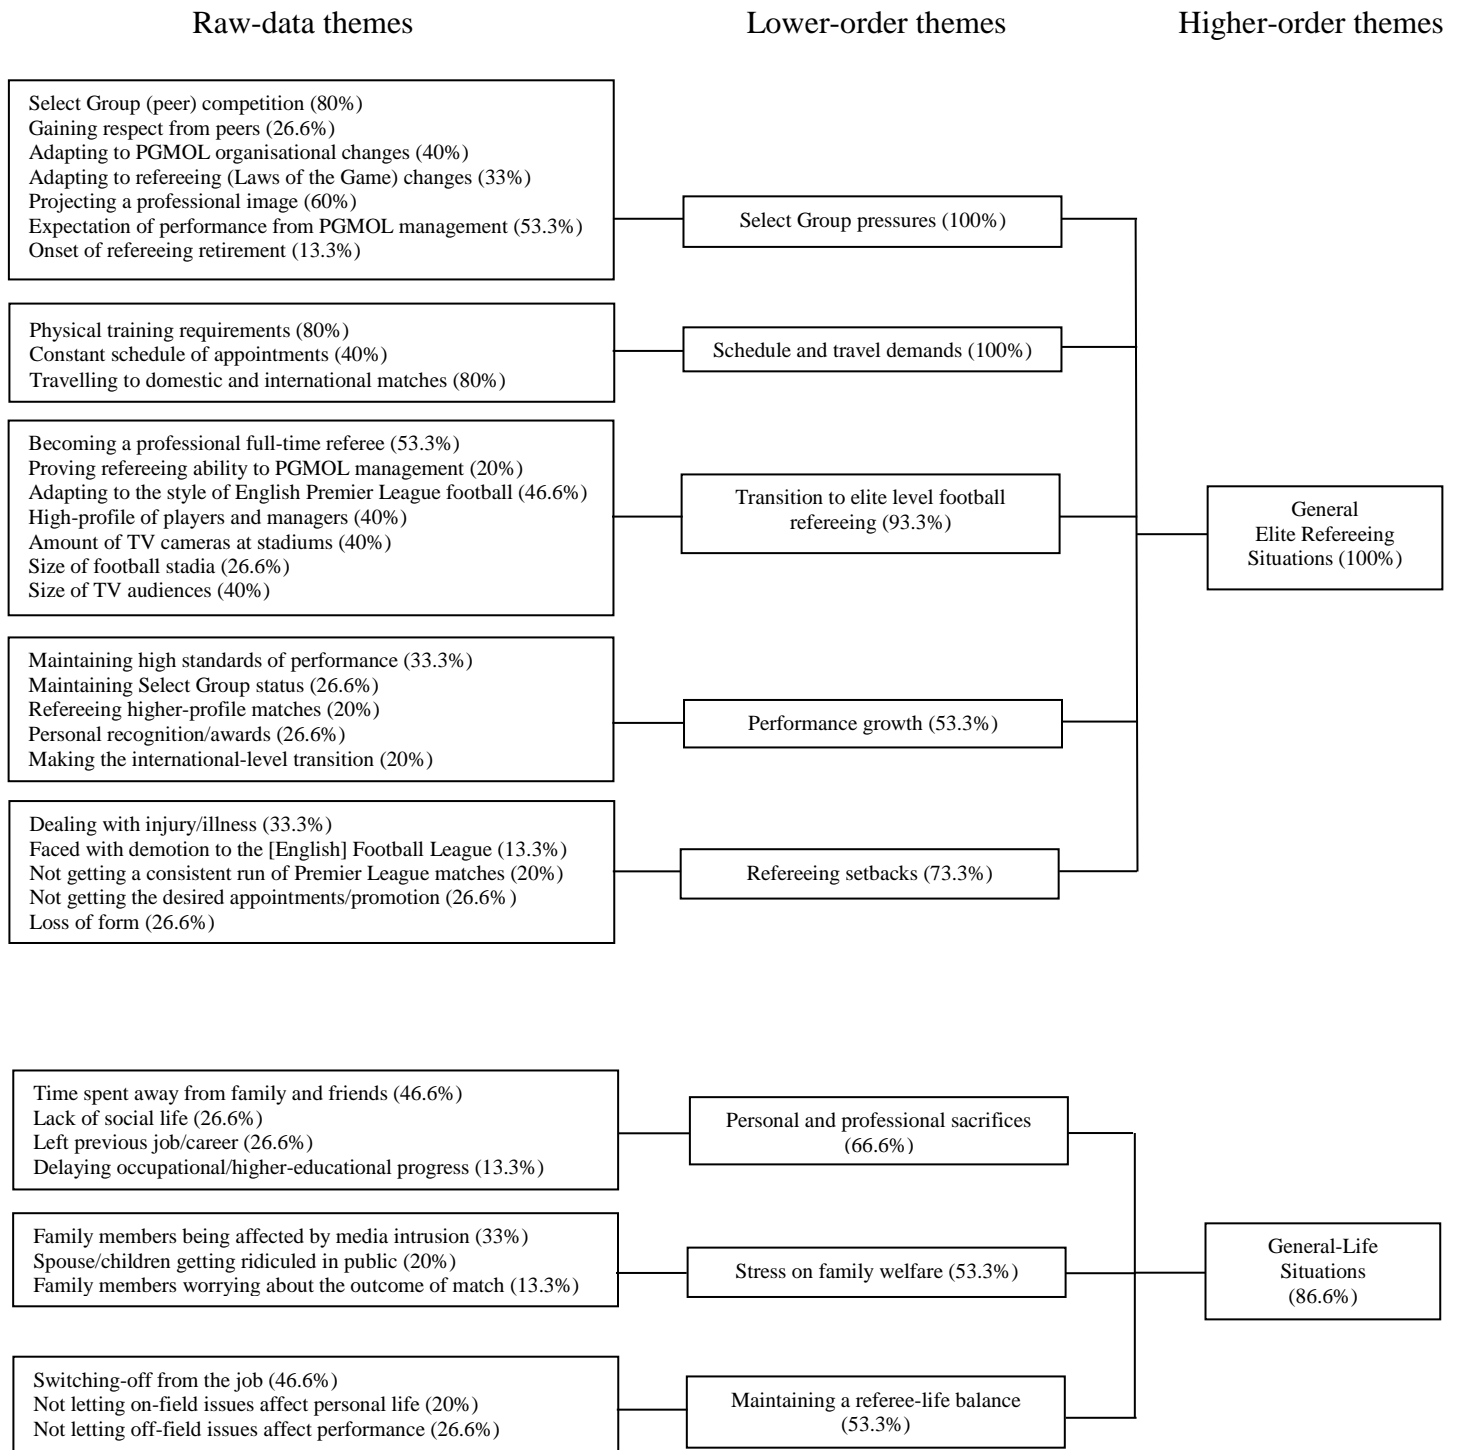 Raw-data themes
Lower-order themes
Higher-order themes
Select Group (peer) competition (80%)
Gaining respect from peers (26.6%)
Adapting to PGMOL organisational changes (40%)
Adapting to refereeing (Laws of the Game) changes (33%)
Projecting a professional image (60%)
Expectation of performance from PGMOL management (53.3%)
Onset of refereeing retirement (13.3%)
Select Group pressures (100%)
Physical training requirements (80%)
Constant schedule of appointments (40%)
Travelling to domestic and international matches (80%)
Schedule and travel demands (100%)
Becoming a professional full-time referee (53.3%)
Proving refereeing ability to PGMOL management (20%)
Adapting to the style of English Premier League football (46.6%)
High-profile of players and managers (40%)
Amount of TV cameras at stadiums (40%)
Size of football stadia (26.6%)
Size of TV audiences (40%)
Transition to elite level football
refereeing (93.3%)
General
Elite Refereeing
Situations (100%)
Maintaining high standards of performance (33.3%)
Maintaining Select Group status (26.6%)
Refereeing higher-profile matches (20%)
Personal recognition/awards (26.6%)
Making the international-level transition (20%)
Performance growth (53.3%)
Dealing with injury/illness (33.3%)
Faced with demotion to the [English] Football League (13.3%)
Not getting a consistent run of Premier League matches (20%)
Not getting the desired appointments/promotion (26.6%)
Loss of form (26.6%)
Refereeing setbacks (73.3%)
Time spent away from family and friends (46.6%)
Lack of social life (26.6%)
Left previous job/career (26.6%)
Delaying occupational/higher-educational progress (13.3%)
Personal and professional sacrifices
(66.6%)
Family members being affected by media intrusion (33%)
Spouse/children getting ridiculed in public (20%)
Family members worrying about the outcome of match (13.3%)
Stress on family welfare (53.3%)
General-Life
Situations
(86.6%)
Switching-off from the job (46.6%)
Not letting on-field issues affect personal life (20%)
Not letting off-field issues affect performance (26.6%)
Maintaining a referee-life balance
(53.3%)